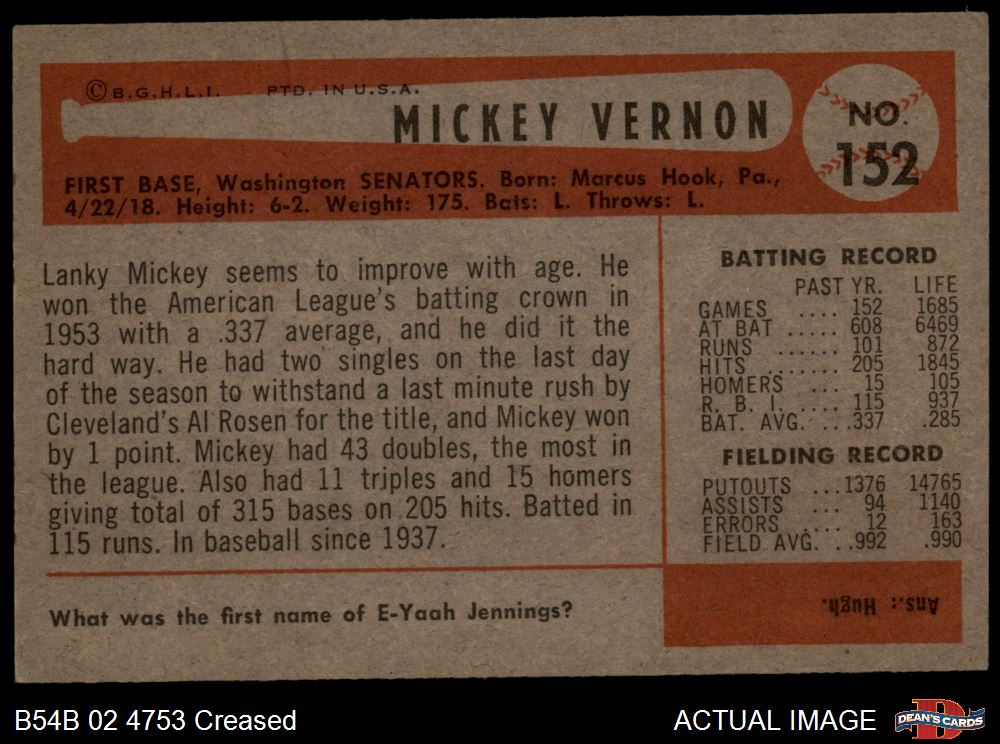 © B.G.H.L.I. PTD. IN U.S.A.
MICKEY VERNON
NO.
152
FIRST BASE, Washington SENATORS. Born: Marcus Hook, Pa.,
4/22/18. Height: 6-2. Weight: 175. Bats: L. Throws: L.
Lanky Mickey seems to improve with age. He
won the American League's batting crown in
1953 with a .337 average, and he did it the
hard way. He had two singles on the last day
of the season to withstand a last minute rush by
Cleveland's Al Rosen for the title, and Mickey won
by 1 point. Mickey had 43 doubles, the most in
the league. Also had 11 triples and 15 homers
giving total of 315 bases on 205 hits. Batted in
115 runs. In baseball since 1937.
What was the first name of E-Yaah Jennings?
BATTING RECORD
PAST YR. LIFE
GAMES .... 152 1685
AT BAT ..... 608 6469
RUNS ...... 101 872
HITS ....... 205 1845
HOMERS ... 15 105
R. B. I. .... 115 937
BAT. AVG. .. .337 .285
FIELDING RECORD
PUTOUTS ...1376 14765
ASSISTS ... 94 1140
ERRORS .... 12 163
FIELD AVG. . .992 .990
Ans.: Hugh.
B54B 02 4753 Creased
ACTUAL IMAGE
DEAN'S CARDS